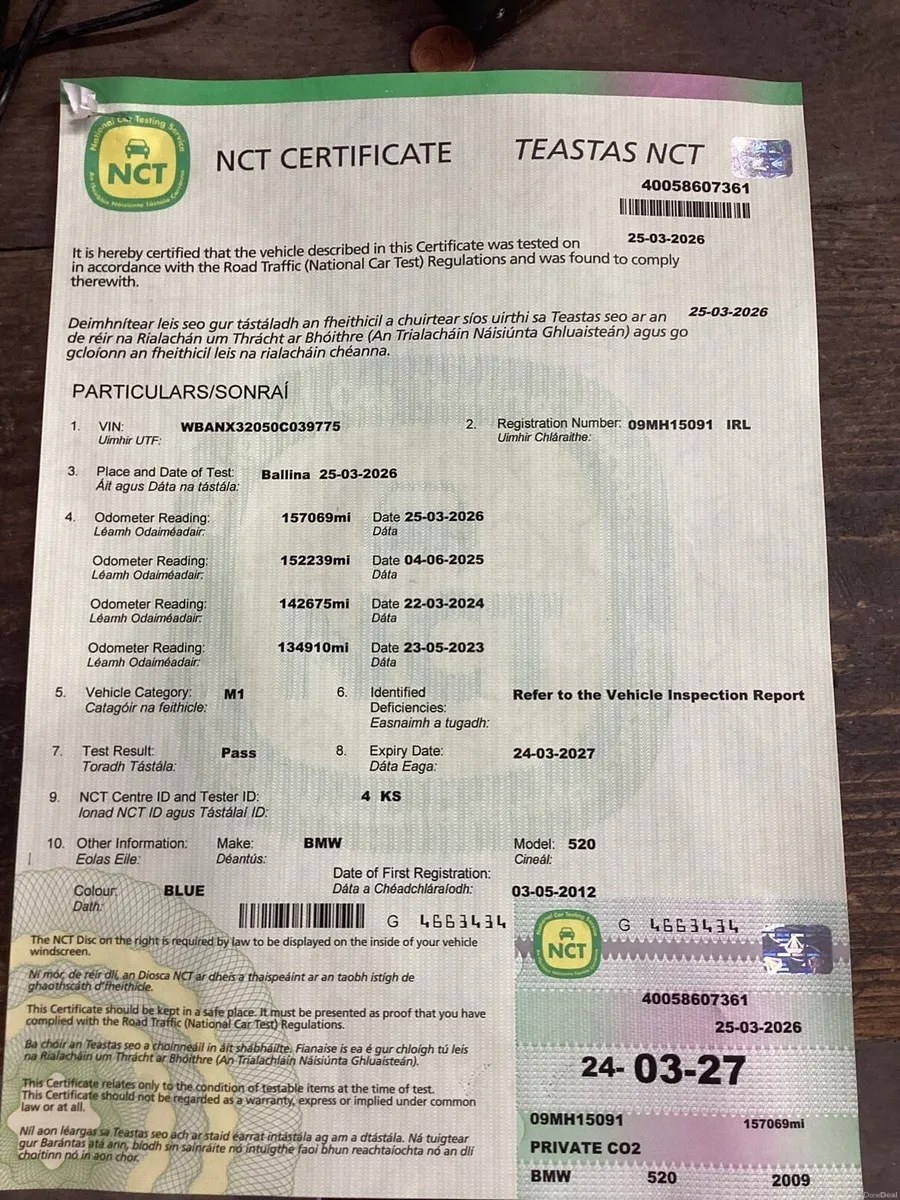 National Car Testing Service
NCT
An tSeirbhís Náisiúnta Tástála Carranna
NCT CERTIFICATE TEASTAS NCT
40058607361
It is hereby certified that the vehicle described in this Certificate was tested on 25-03-2026
in accordance with the Road Traffic (National Car Test) Regulations and was found to comply
therewith.
Deimhnítear leis seo gur tástáladh an fheithicil a chuirtear síos uirthi sa Teastas seo ar an 25-03-2026
de réir na Rialachán um Thrácht ar Bhóithre (An Trialacháin Náisiúnta Ghluaisteán) agus go
gcloíonn an fheithicil leis na rialacháin chéanna.
PARTICULARS/SONRAÍ
1. VIN: WBANX32050C039775 2. Registration Number: 09MH15091 IRL
Uimhir UTF: Uimhir Chláraithe:
3. Place and Date of Test: Ballina 25-03-2026
Áit agus Dáta na tástála:
4. Odometer Reading: 157069mi Date 25-03-2026
Léamh Odaiméadair: Dáta
Odometer Reading: 152239mi Date 04-06-2025
Léamh Odaiméadair: Dáta
Odometer Reading: 142675mi Date 22-03-2024
Léamh Odaiméadair: Dáta
Odometer Reading: 134910mi Date 23-05-2023
Léamh Odaiméadair: Dáta
5. Vehicle Category: M1 6. Identified Refer to the Vehicle Inspection Report
Catagóir na feithicle: Deficiencies:
Easnaimh a tugadh:
7. Test Result: Pass 8. Expiry Date: 24-03-2027
Toradh Tástála: Dáta Eaga:
9. NCT Centre ID and Tester ID: 4 KS
Ionad NCT ID agus Tástálaí ID:
10. Other Information: Make: BMW Model: 520
Eolas Eile: Déantús: Cineál:
Date of First Registration:
Colour: BLUE Dáta a Chéadchláraíodh: 03-05-2012
Dath:
G 4663434
The NCT Disc on the right is required by law to be displayed on the inside of your vehicle
windscreen.
Ní mór, de réir dlí, an Diosca NCT ar dheis a thaispeáint ar an taobh istigh de
ghaothscáth d'fheithicle.
This Certificate should be kept in a safe place. It must be presented as proof that you have
complied with the Road Traffic (National Car Test) Regulations.
Ba chóir an Teastas seo a choinneáil in áit shábháilte. Fianaise is ea é gur chloígh tú leis
na Rialacháin um Thrácht ar Bhóithre (An Trialacháin Náisiúnta Ghluaisteán).
This Certificate relates only to the condition of testable items at the time of test.
This Certificate should not be regarded as a warranty, express or implied under common
law or at all.
Níl aon léargas sa Teastas seo ach ar staid earraí intástála ag am a dtástála. Ná tuigtear
gur Barántas atá ann, bíodh sin sainráite nó intuigthe faoi bhun reachtaíochta nó an dlí
choitinn nó in aon chor.
NCT
G 4663434
40058607361
25-03-2026
24- 03-27
09MH15091 157069mi
PRIVATE CO2
BMW 520 2009
DoneDeal